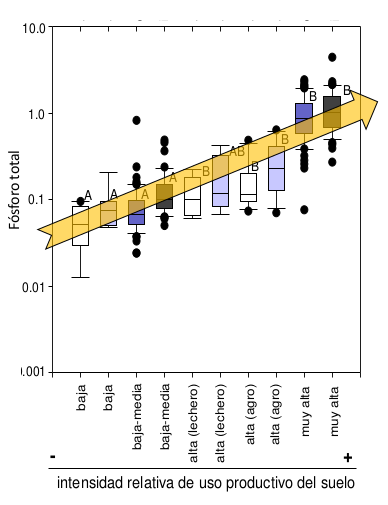 10.0
1.0
0.1
0.01
.001
Fósforo total
A
A
A
A
B
AB
B
B
B
B
baja
baja
baja-media
baja-media
alta (lechero)
alta (lechero)
alta (agro)
alta (agro)
muy alta
muy alta
- +
intensidad relativa de uso productivo del suelo